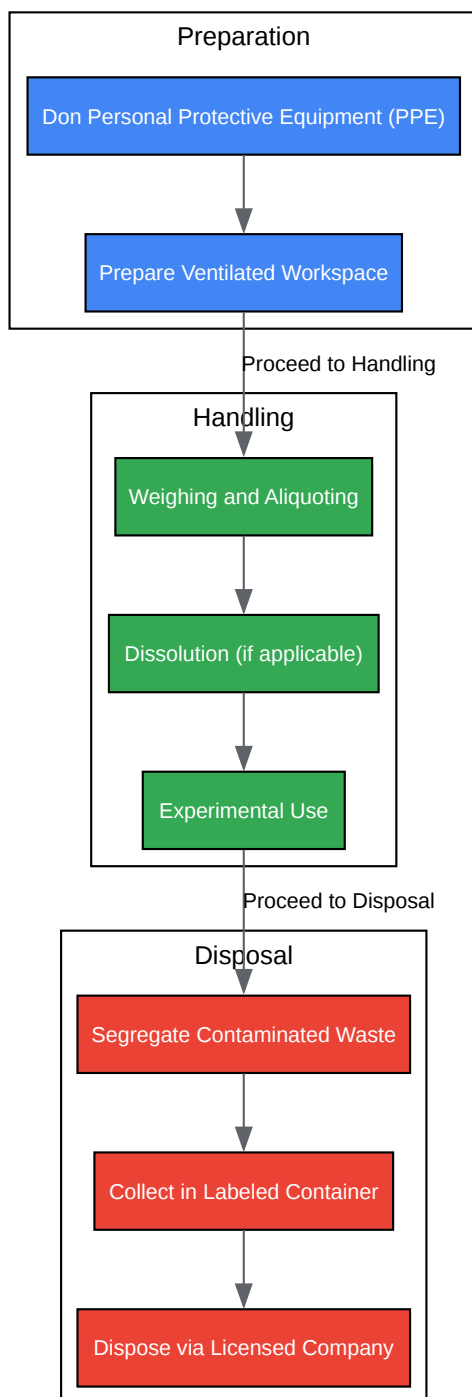 Preparation
Don Personal Protective Equipment (PPE)
Prepare Ventilated Workspace
Proceed to Handling
Handling
Weighing and Aliquoting
Dissolution (if applicable)
Experimental Use
Proceed to Disposal
Disposal
Segregate Contaminated Waste
Collect in Labeled Container
Dispose via Licensed Company